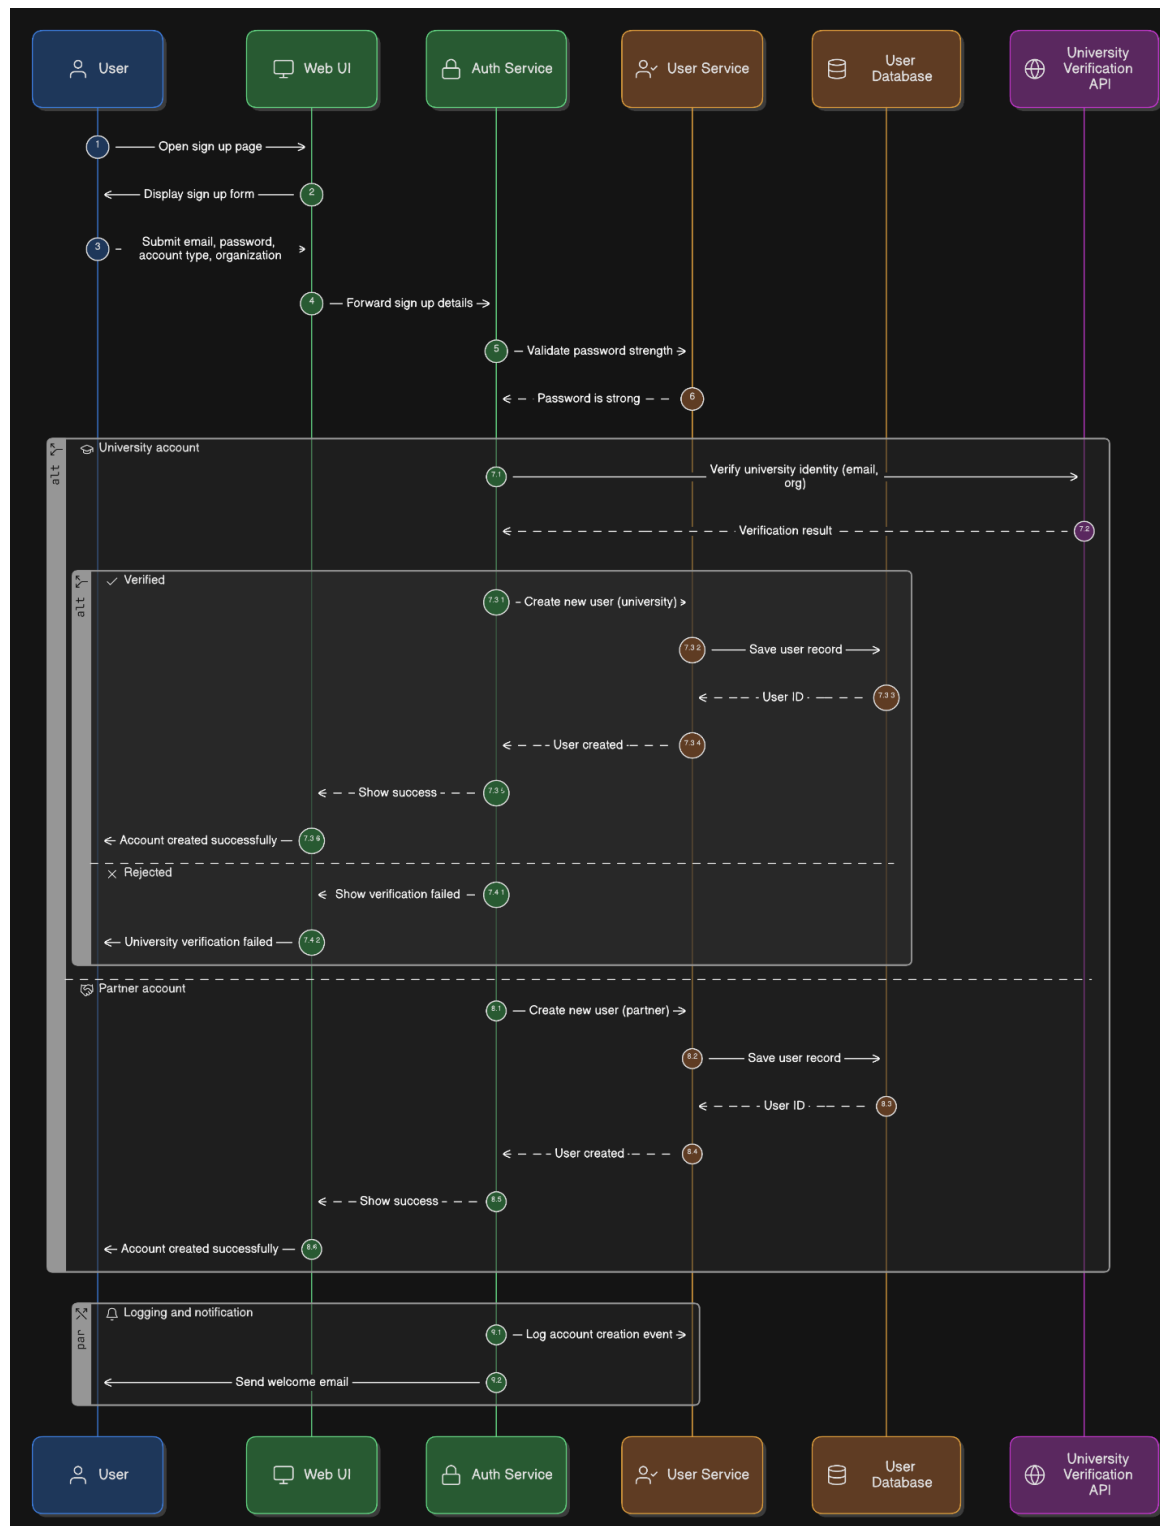 User
Web UI
Auth Service
User Service
User
Database
University
Verification
API
1
Open sign up page
2
Display sign up form
3
Submit email, password,
account type, organization
4
Forward sign up details
5
Validate password strength
6
Password is strong
alt
University account
7.1
Verify university identity (email,
org)
Verification result
7.2
alt
Verified
7.3.1
Create new user (university)
7.3.2
Save user record
User ID
7.3.3
User created
7.3.4
Show success
7.3.5
Account created successfully
7.3.6
Rejected
Show verification failed
7.4.1
University verification failed
7.4.2
Partner account
8.1
Create new user (partner)
8.2
Save user record
User ID
8.3
User created
8.4
Show success
8.5
Account created successfully
8.6
par
Logging and notification
9.1
Log account creation event
Send welcome email
9.2
User
Web UI
Auth Service
User Service
User
Database
University
Verification
API